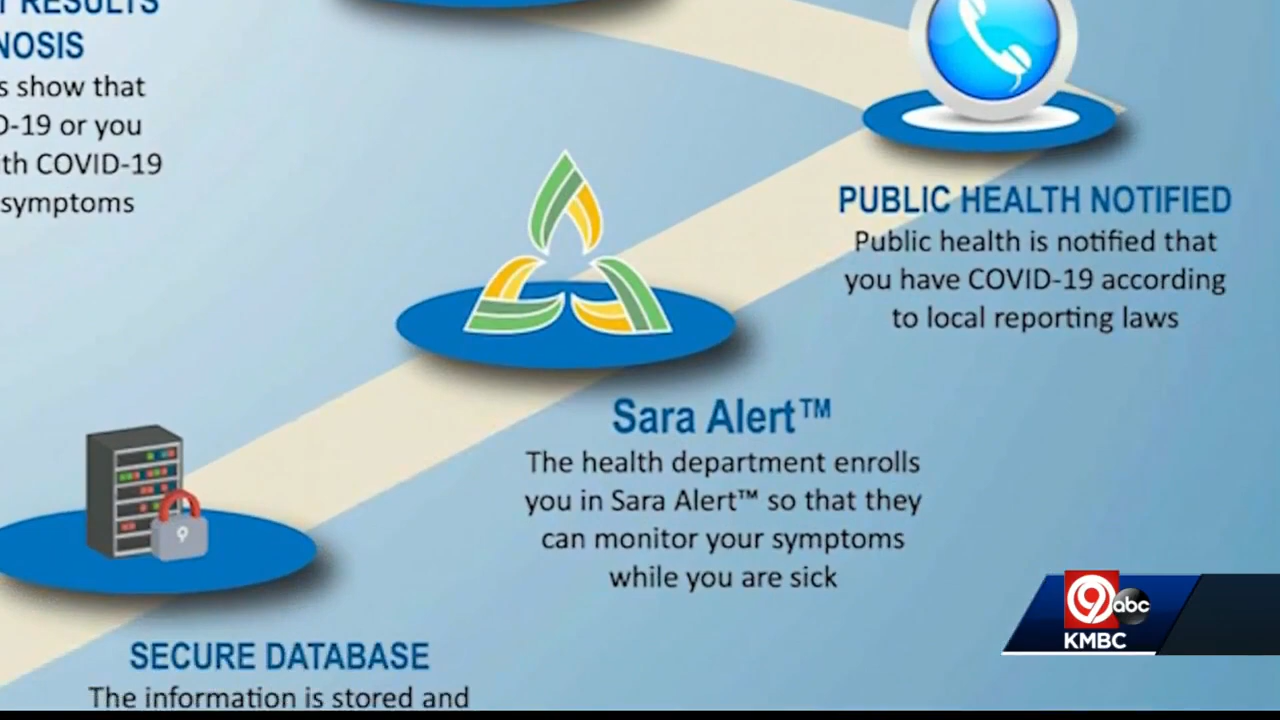 RESULTS
NOSIS
s show that
D-19 or you
th COVID-19
symptoms
PUBLIC HEALTH NOTIFIED
Public health is notified that
you have COVID-19 according
to local reporting laws
Sara Alert™
The health department enrolls
you in Sara Alert™ so that they
can monitor your symptoms
while you are sick
SECURE DATABASE
The information is stored and
9 abc
KMBC